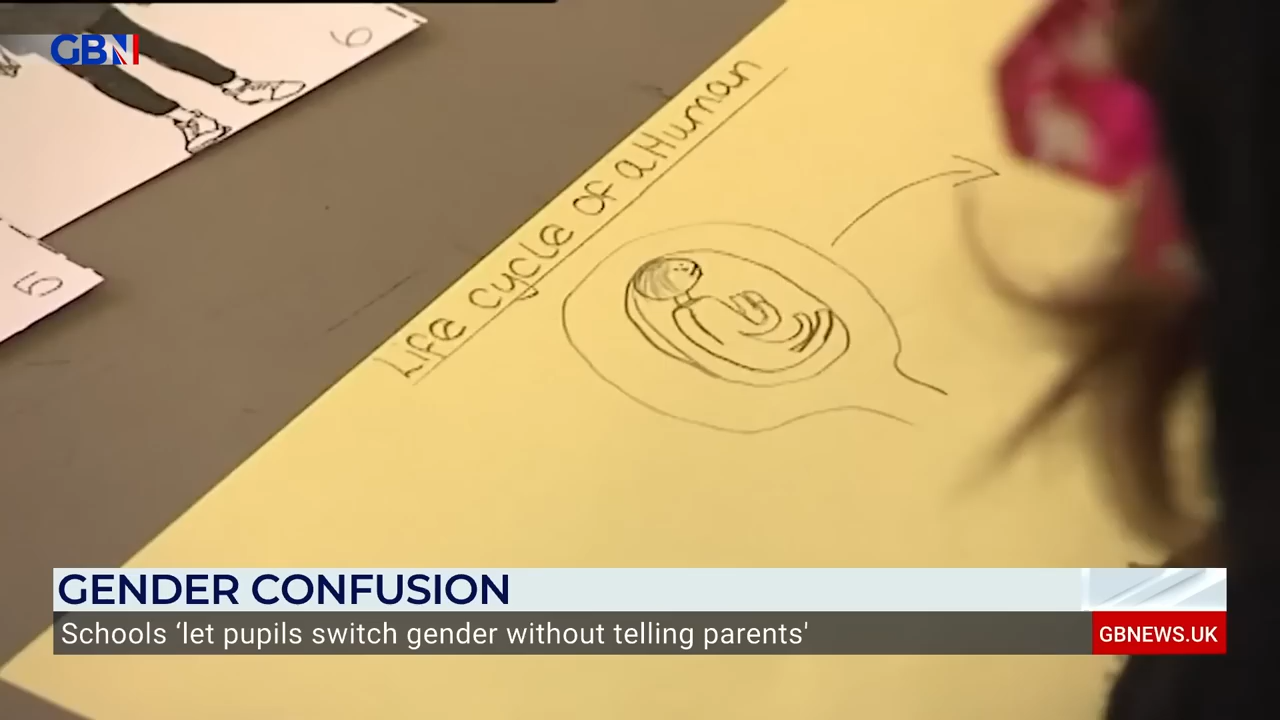 GBN
6
5
Life cycle of a Human
GENDER CONFUSION
Schools ‘let pupils switch gender without telling parents'
GBNEWS.UK